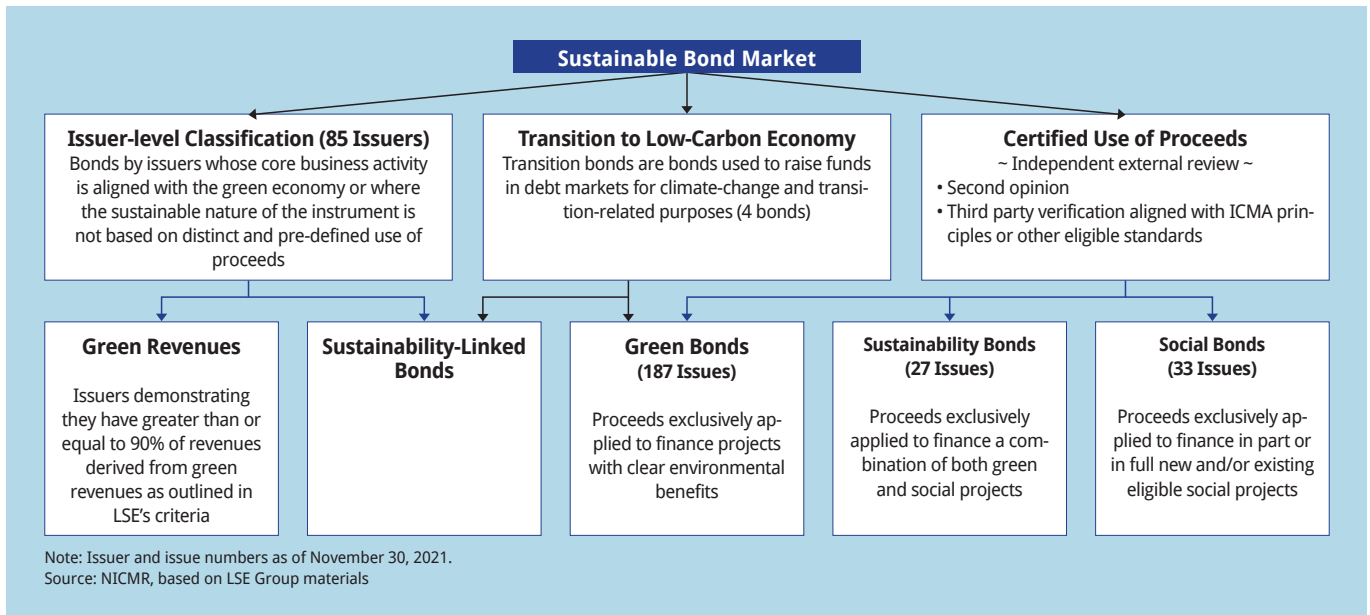 Sustainable Bond Market
Issuer-level Classification (85 Issuers)
Bonds by issuers whose core business activity
is aligned with the green economy or where
the sustainable nature of the instrument is
not based on distinct and pre-defined use of
proceeds
Transition to Low-Carbon Economy
Transition bonds are bonds used to raise funds
in debt markets for climate-change and transi-
tion-related purposes (4 bonds)
Certified Use of Proceeds
~ Independent external review ~
• Second opinion
• Third party verification aligned with ICMA prin-
ciples or other eligible standards
Green Revenues
Issuers demonstrating
they have greater than or
equal to 90% of revenues
derived from green
revenues as outlined in
LSE's criteria
Sustainability-Linked
Bonds
Green Bonds
(187 Issues)
Proceeds exclusively ap-
plied to finance projects
with clear environmental
benefits
Sustainability Bonds
(27 Issues)
Proceeds exclusively
applied to finance a com-
bination of both green
and social projects
Social Bonds
(33 Issues)
Proceeds exclusively ap-
plied to finance in part or
in full new and/or existing
eligible social projects
Note: Issuer and issue numbers as of November 30, 2021.
Source: NICMR, based on LSE Group materials